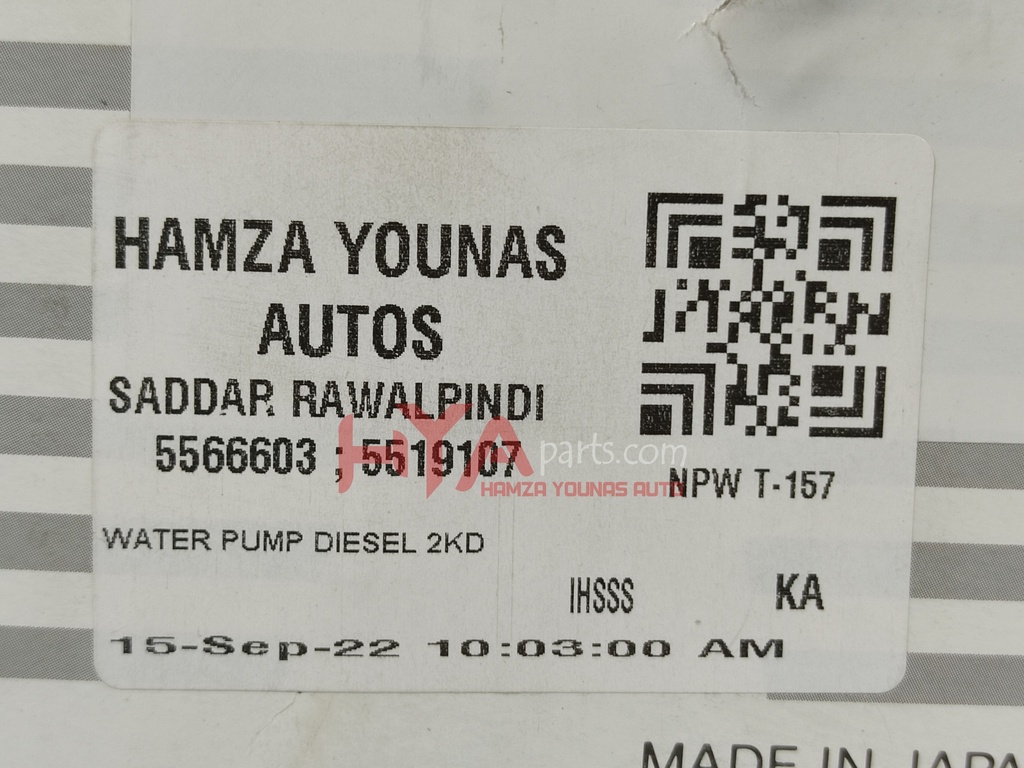 HAMZA YOUNAS
AUTOS
SADDAR RAWALPINDI
5566603 ; 5519107
HYA parts.com
HAMZA YOUNAS AUTO
NPW T-157
WATER PUMP DIESEL 2KD
IHSSS
KA
15-Sep-22 10:03:00 AM
MADE IN JAPA